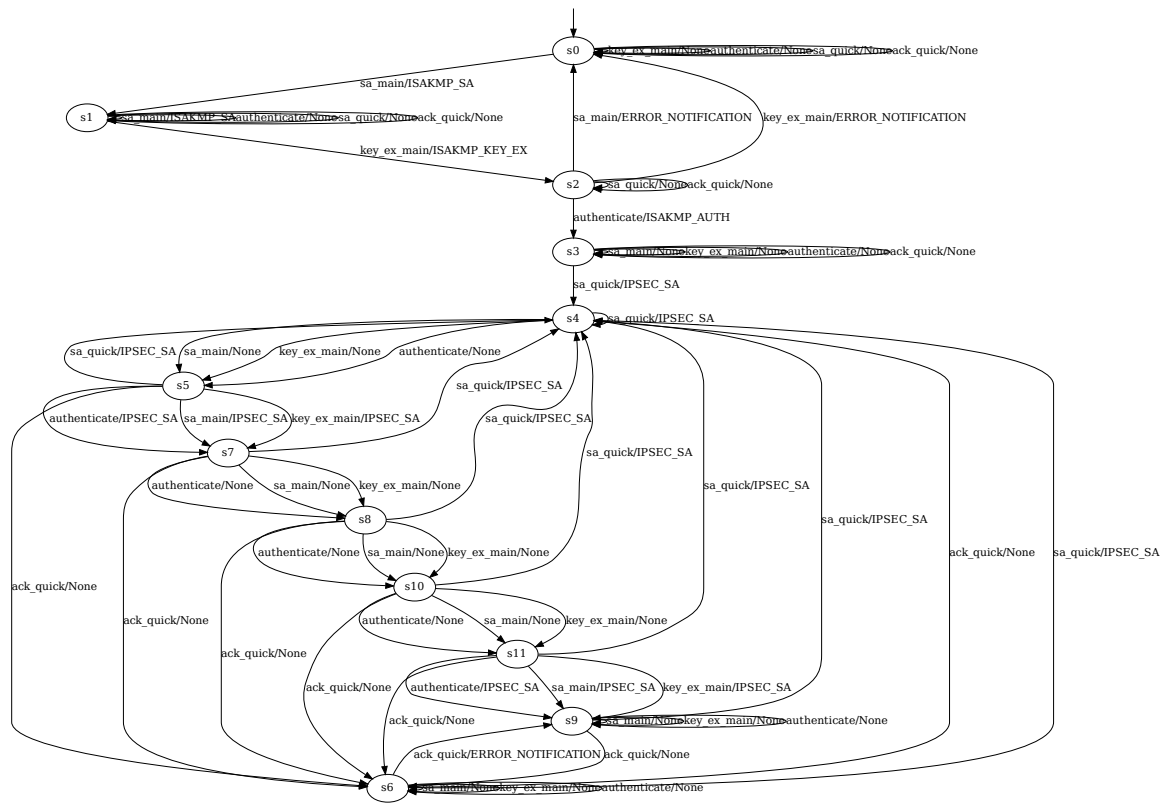 s0
key_ex_main/None authenticate/None sa_quick/None ack_quick/None
sa_main/ISAKMP_SA
s1
sa_main/ISAKMP_SA authenticate/None sa_quick/None ack_quick/None
sa_main/ERROR_NOTIFICATION
key_ex_main/ERROR_NOTIFICATION
key_ex_main/ISAKMP_KEY_EX
s2
sa_quick/None ack_quick/None
authenticate/ISAKMP_AUTH
s3
sa_main/None key_ex_main/None authenticate/None ack_quick/None
sa_quick/IPSEC_SA
s4
sa_quick/IPSEC_SA
sa_quick/IPSEC_SA
sa_main/None
key_ex_main/None
authenticate/None
s5
sa_quick/IPSEC_SA
authenticate/IPSEC_SA
sa_main/IPSEC_SA
key_ex_main/IPSEC_SA
sa_quick/IPSEC_SA
s7
sa_quick/IPSEC_SA
authenticate/None
sa_main/None
key_ex_main/None
sa_quick/IPSEC_SA
s8
sa_quick/IPSEC_SA
authenticate/None
sa_main/None
key_ex_main/None
ack_quick/None
sa_quick/IPSEC_SA
ack_quick/None
s10
ack_quick/None
authenticate/None
sa_main/None
key_ex_main/None
ack_quick/None
s11
ack_quick/None
authenticate/IPSEC_SA
sa_main/IPSEC_SA
key_ex_main/IPSEC_SA
ack_quick/None
s9
sa_main/None key_ex_main/None authenticate/None
ack_quick/ERROR_NOTIFICATION
ack_quick/None
s6
sa_main/None key_ex_main/None authenticate/None